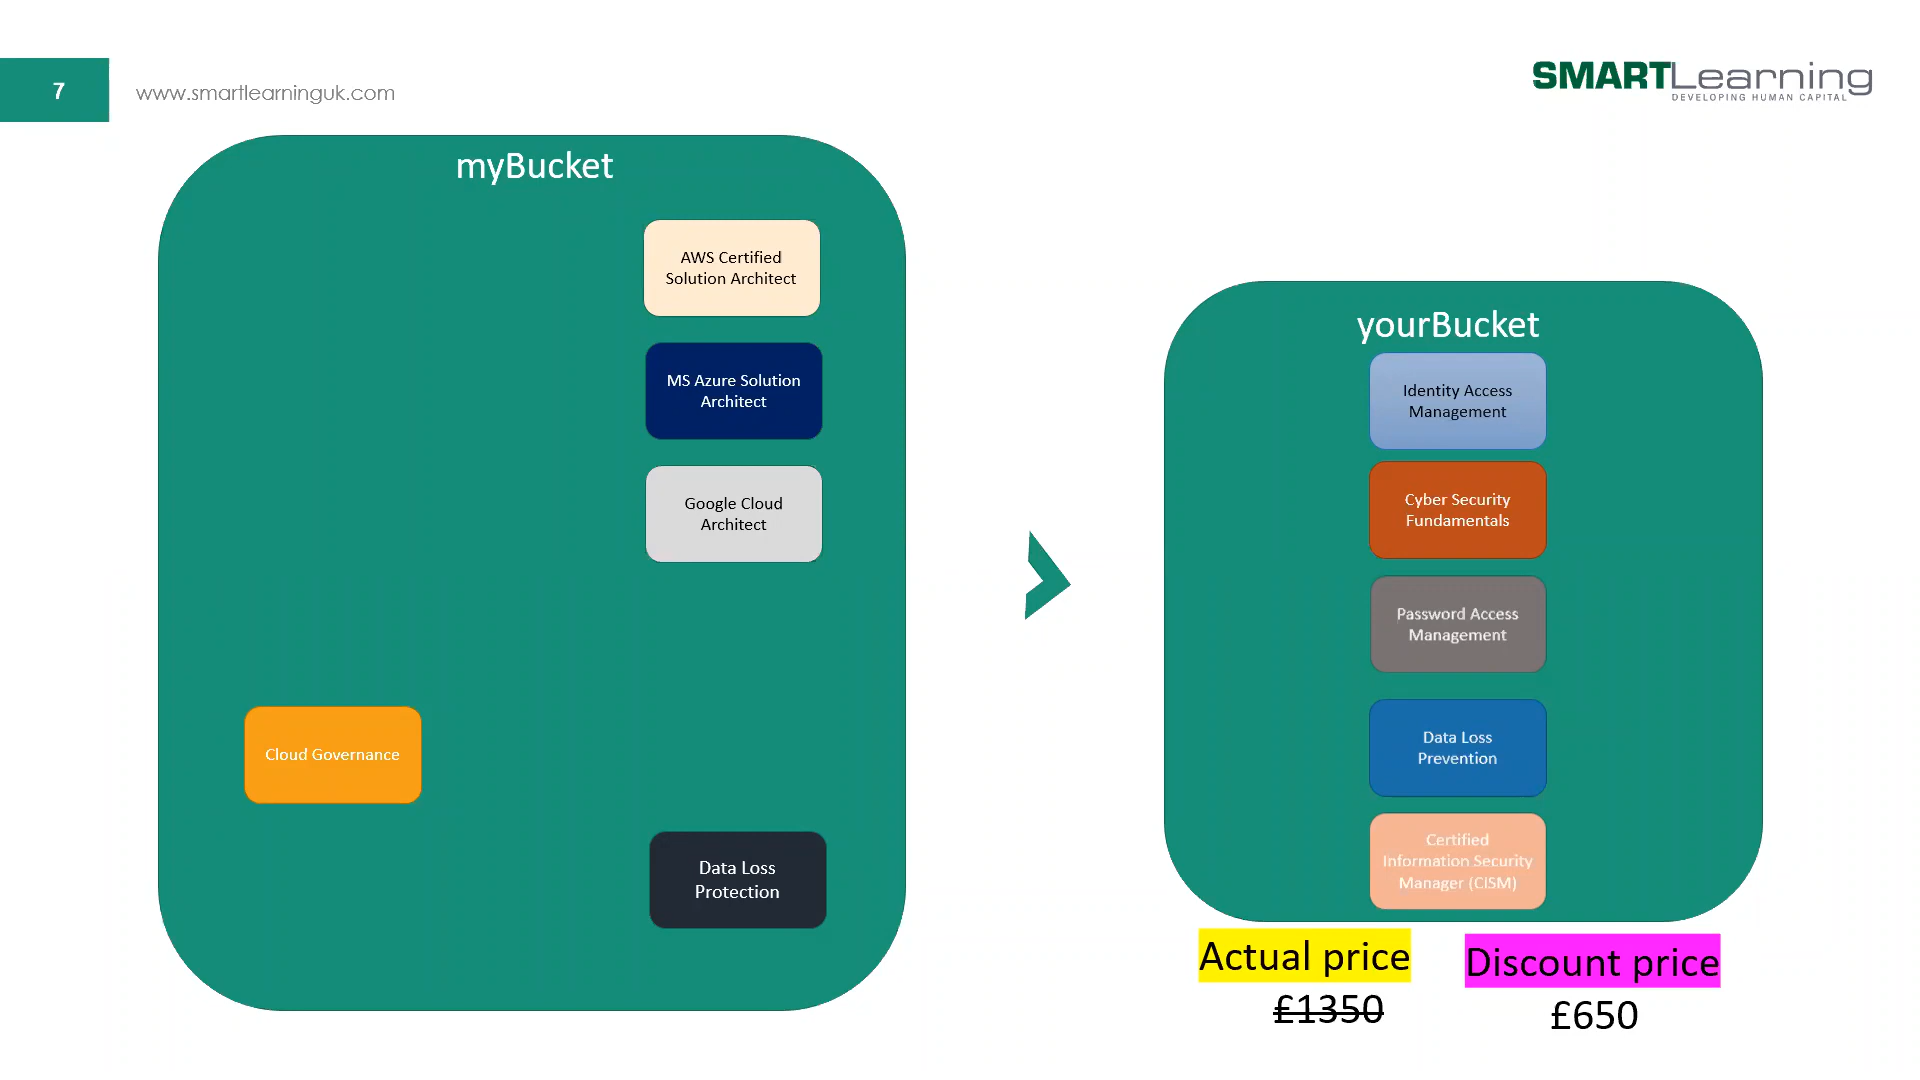 7
www.smartlearninguk.com
SMARTLearning
DEVELOPING HUMAN CAPITAL
myBucket
AWS Certified
Solution Architect
MS Azure Solution
Architect
Google Cloud
Architect
Cloud Governance
Data Loss
Protection
yourBucket
Identity Access
Management
Cyber Security
Fundamentals
Password Access
Management
Data Loss
Prevention
Certified
Information Security
Manager (CISM)
Actual price
£1350
Discount price
£650